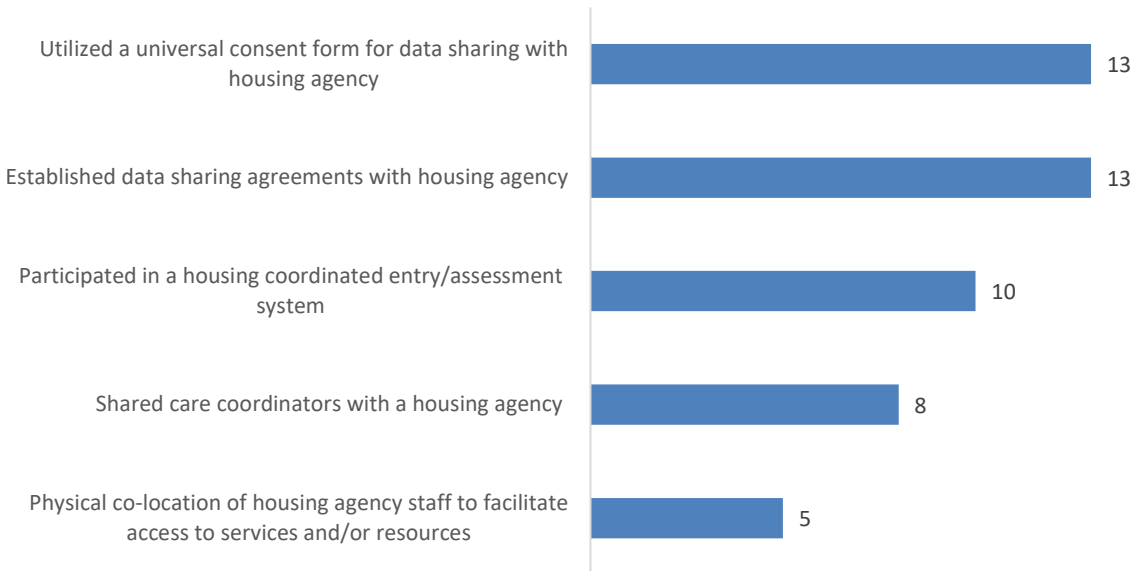 Utilized a universal consent form for data sharing with
housing agency
13
Established data sharing agreements with housing agency
13
Participated in a housing coordinated entry/assessment
system
10
Shared care coordinators with a housing agency
8
Physical co-location of housing agency staff to facilitate
access to services and/or resources
5